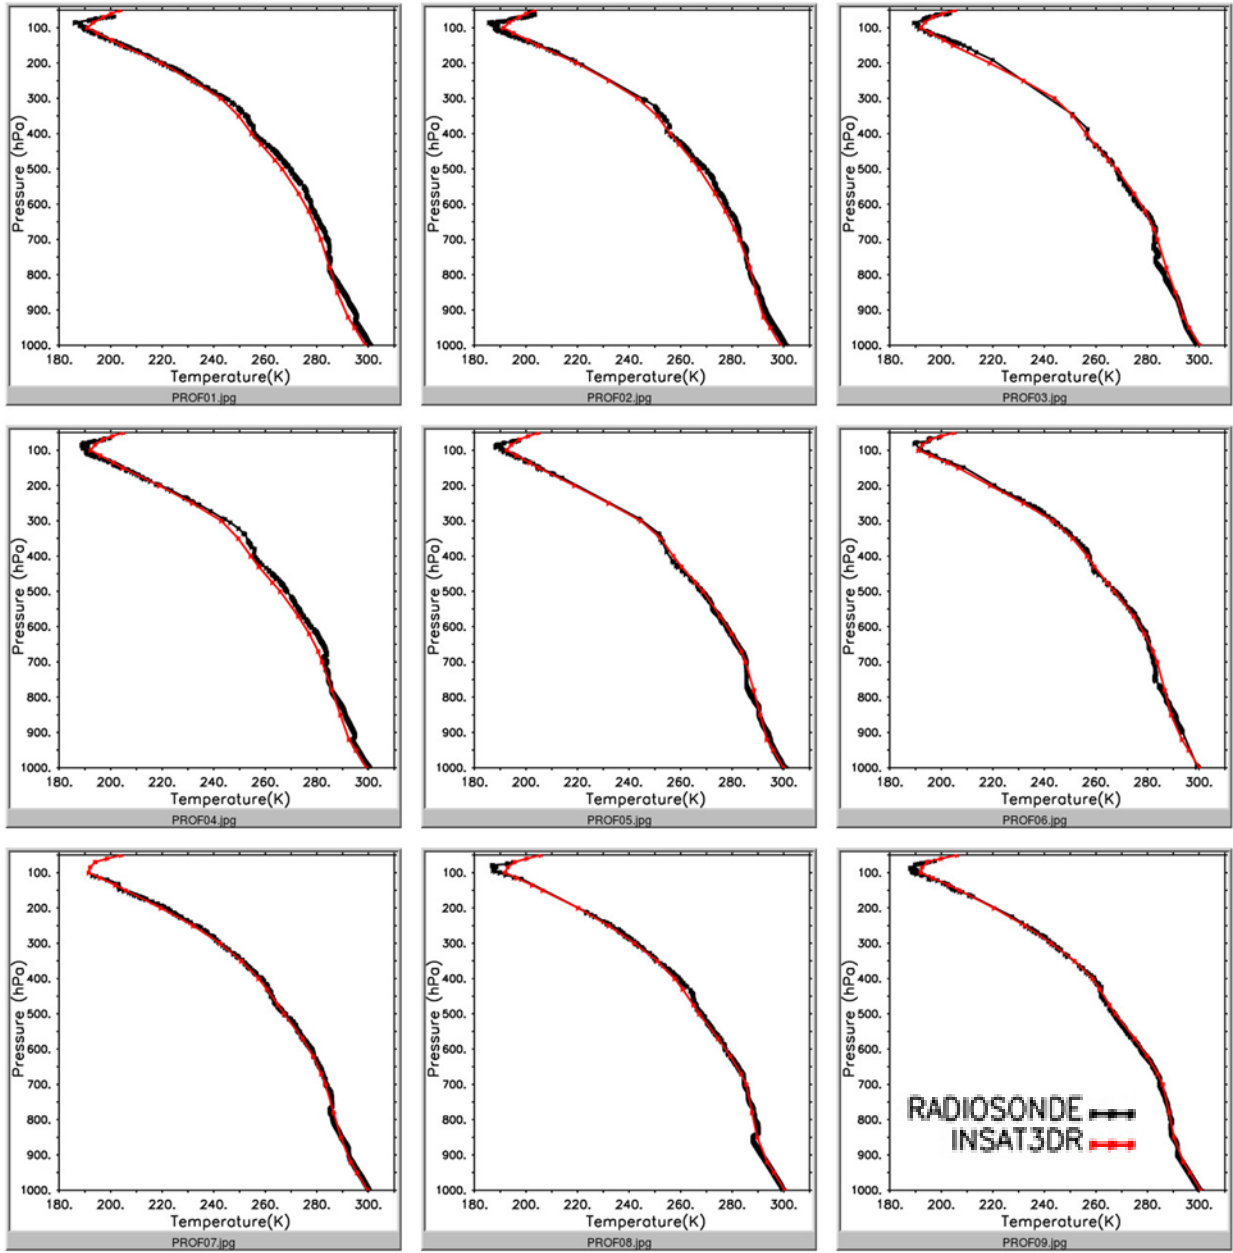 100.
200.
300.
400.
500.
600.
700.
800.
900.
1000.
Pressure (hPa)
180. 200. 220. 240. 260. 280. 300.
Temperature(K)
PROF01.jpg
100.
200.
300.
400.
500.
600.
700.
800.
900.
1000.
Pressure (hPa)
180. 200. 220. 240. 260. 280. 300.
Temperature(K)
PROF02.jpg
100.
200.
300.
400.
500.
600.
700.
800.
900.
1000.
Pressure (hPa)
180. 200. 220. 240. 260. 280. 300.
Temperature(K)
PROF03.jpg
100.
200.
300.
400.
500.
600.
700.
800.
900.
1000.
Pressure (hPa)
180. 200. 220. 240. 260. 280. 300.
Temperature(K)
PROF04.jpg
100.
200.
300.
400.
500.
600.
700.
800.
900.
1000.
Pressure (hPa)
180. 200. 220. 240. 260. 280. 300.
Temperature(K)
PROF05.jpg
100.
200.
300.
400.
500.
600.
700.
800.
900.
1000.
Pressure (hPa)
180. 200. 220. 240. 260. 280. 300.
Temperature(K)
PROF06.jpg
100.
200.
300.
400.
500.
600.
700.
800.
900.
1000.
Pressure (hPa)
180. 200. 220. 240. 260. 280. 300.
Temperature(K)
PROF07.jpg
100.
200.
300.
400.
500.
600.
700.
800.
900.
1000.
Pressure (hPa)
180. 200. 220. 240. 260. 280. 300.
Temperature(K)
PROF08.jpg
100.
200.
300.
400.
500.
600.
700.
800.
900.
1000.
Pressure (hPa)
RADIOSONDE
INSAT3DR
180. 200. 220. 240. 260. 280. 300.
Temperature(K)
PROF09.jpg